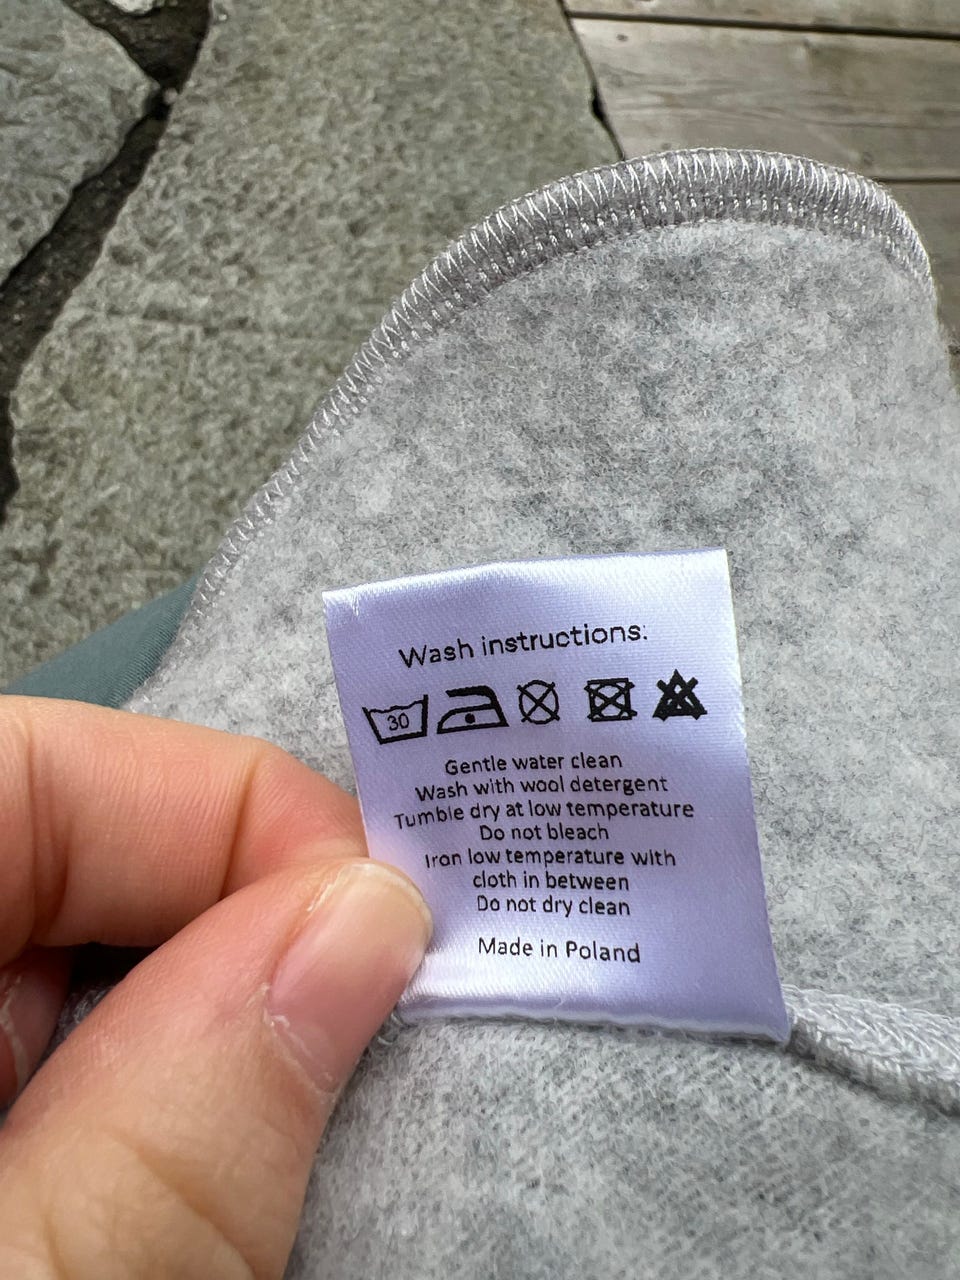 Wash instructions:
30
Gentle water clean
Wash with wool detergent
Tumble dry at low temperature
Do not bleach
Iron low temperature with
cloth in between
Do not dry clean
Made in Poland